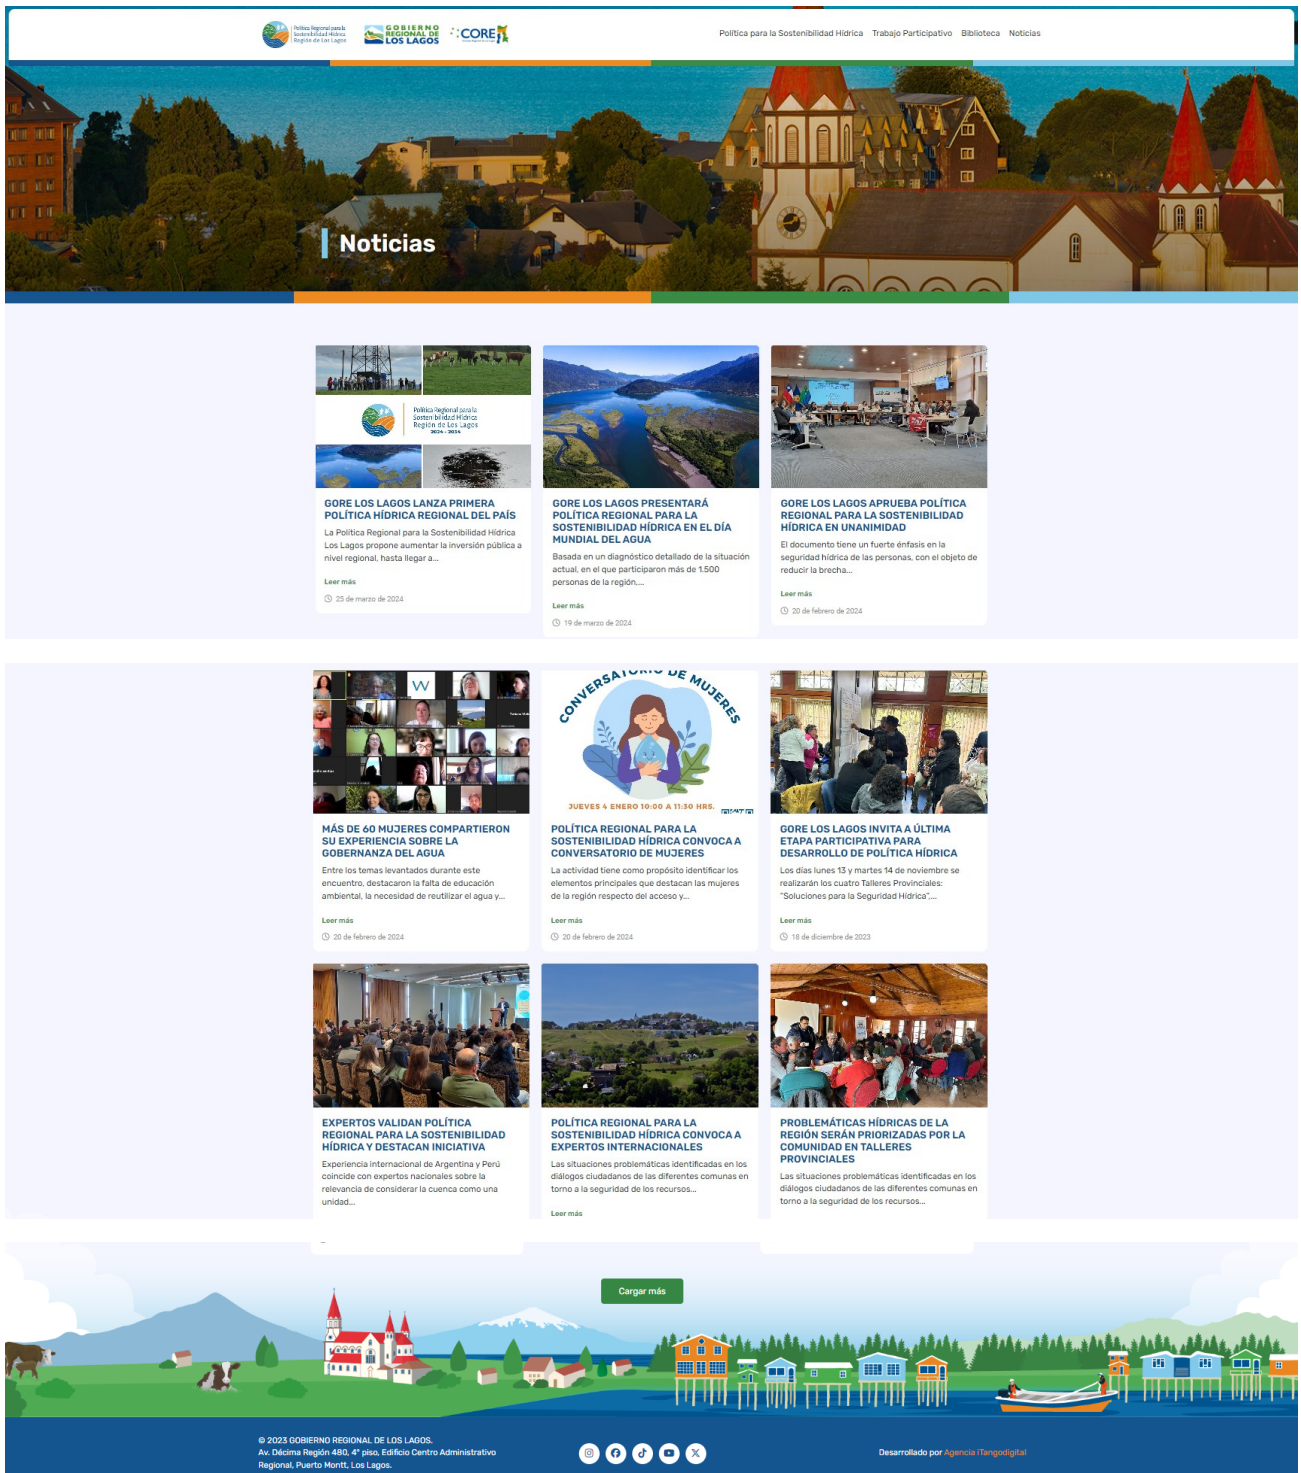 Política Regional para la
Sostenibilidad Hídrica
Región de Los Lagos
GOBIERNO
REGIONAL DE
LOS LAGOS
CORE
Política para la Sostenibilidad Hídrica Trabajo Participativo Biblioteca Noticias
Noticias
Política Regional para la
Sostenibilidad Hídrica
Región de Los Lagos
2024 - 2034
GORE LOS LAGOS LANZA PRIMERA
POLÍTICA HÍDRICA REGIONAL DEL PAÍS
La Política Regional para la Sostenibilidad Hídrica
Los Lagos propone aumentar la inversión pública a
nivel regional, hasta llegar a...
Leer más
25 de marzo de 2024
GORE LOS LAGOS PRESENTARÁ
POLÍTICA REGIONAL PARA LA
SOSTENIBILIDAD HÍDRICA EN EL DÍA
MUNDIAL DEL AGUA
Basada en un diagnóstico detallado de la situación
actual, en el que participaron más de 1.500
personas de la región,...
Leer más
19 de marzo de 2024
GORE LOS LAGOS APRUEBA POLÍTICA
REGIONAL PARA LA SOSTENIBILIDAD
HÍDRICA EN UNANIMIDAD
El documento tiene un fuerte énfasis en la
seguridad hídrica de las personas, con el objeto de
reducir la brecha...
Leer más
20 de febrero de 2024
W
MÁS DE 60 MUJERES COMPARTIERON
SU EXPERIENCIA SOBRE LA
GOBERNANZA DEL AGUA
Entre los temas levantados durante este
encuentro, destacaron la falta de educación
ambiental, la necesidad de reutilizar el agua y...
Leer más
20 de febrero de 2024
CONVERSATORIO DE MUJERES
JUEVES 4 ENERO 10:00 A 11:30 HRS.
POLÍTICA REGIONAL PARA LA
SOSTENIBILIDAD HÍDRICA CONVOCA A
CONVERSATORIO DE MUJERES
La actividad tiene como propósito identificar los
elementos principales que destacan las mujeres
de la región respecto del acceso y...
Leer más
20 de febrero de 2024
GORE LOS LAGOS INVITA A ÚLTIMA
ETAPA PARTICIPATIVA PARA
DESARROLLO DE POLÍTICA HÍDRICA
Los días lunes 13 y martes 14 de noviembre se
realizarán los cuatro Talleres Provinciales:
"Soluciones para la Seguridad Hídrica",...
Leer más
18 de diciembre de 2023
EXPERTOS VALIDAN POLÍTICA
REGIONAL PARA LA SOSTENIBILIDAD
HÍDRICA Y DESTACAN INICIATIVA
Experiencia internacional de Argentina y Perú
coincide con expertos nacionales sobre la
relevancia de considerar la cuenca como una
unidad...
POLÍTICA REGIONAL PARA LA
SOSTENIBILIDAD HÍDRICA CONVOCA A
EXPERTOS INTERNACIONALES
Las situaciones problemáticas identificadas en los
diálogos ciudadanos de las diferentes comunas en
torno a la seguridad de los recursos...
Leer más
PROBLEMÁTICAS HÍDRICAS DE LA
REGIÓN SERÁN PRIORIZADAS POR LA
COMUNIDAD EN TALLERES
PROVINCIALES
Las situaciones problemáticas identificadas en los
diálogos ciudadanos de las diferentes comunas en
torno a la seguridad de los recursos...
Cargar más
© 2023 GOBIERNO REGIONAL DE LOS LAGOS.
Av. Décima Región 480, 4° piso, Edificio Centro Administrativo
Regional, Puerto Montt, Los Lagos.
Desarrollado por Agencia iTangodigital